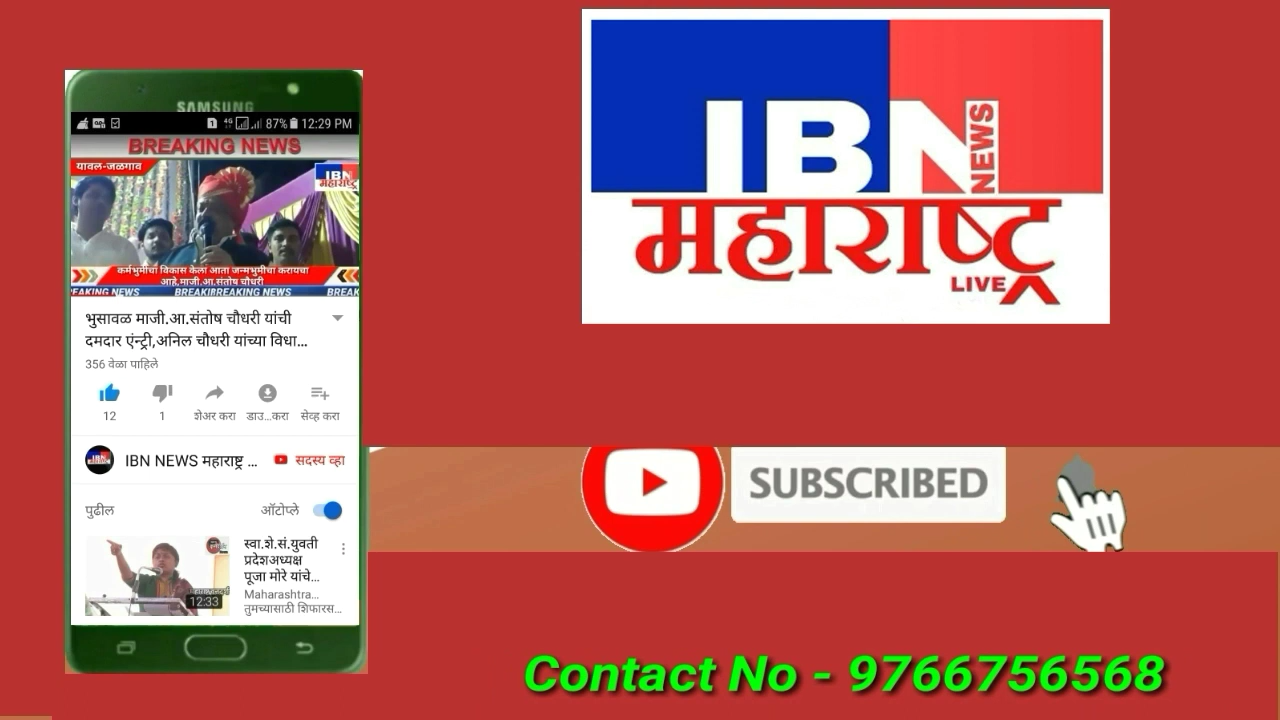 SAMSUNG
4G 87% 12:29 PM
BREAKING NEWS
यावल-जळगाव
IBN
महाराष्ट्र
कर्मभुमीचा विकास केला आता जन्मभुमीचा करायचा
आहे.माजी.आ.संतोष चौधरी
EAKING NEWS BREAKIBREAKING NEWS BREAK
भुसावळ माजी.आ.संतोष चौधरी यांची
दमदार एंन्ट्री,अनिल चौधरी यांच्या विधा...
356 वेळा पाहिले
12 1 शेअर करा डाउ...करा सेव्ह करा
IBN NEWS महाराष्ट्र ... सदस्य व्हा
पुढील ऑटोप्ले
स्वा.शे.सं.युवती
प्रदेशअध्यक्ष
पूजा मोरे यांचे...
Maharashtra...
तुमच्यासाठी शिफारस...
12:33
IBN NEWS
महाराष्ट्र
LIVE
SUBSCRIBED
Contact No - 9766756568